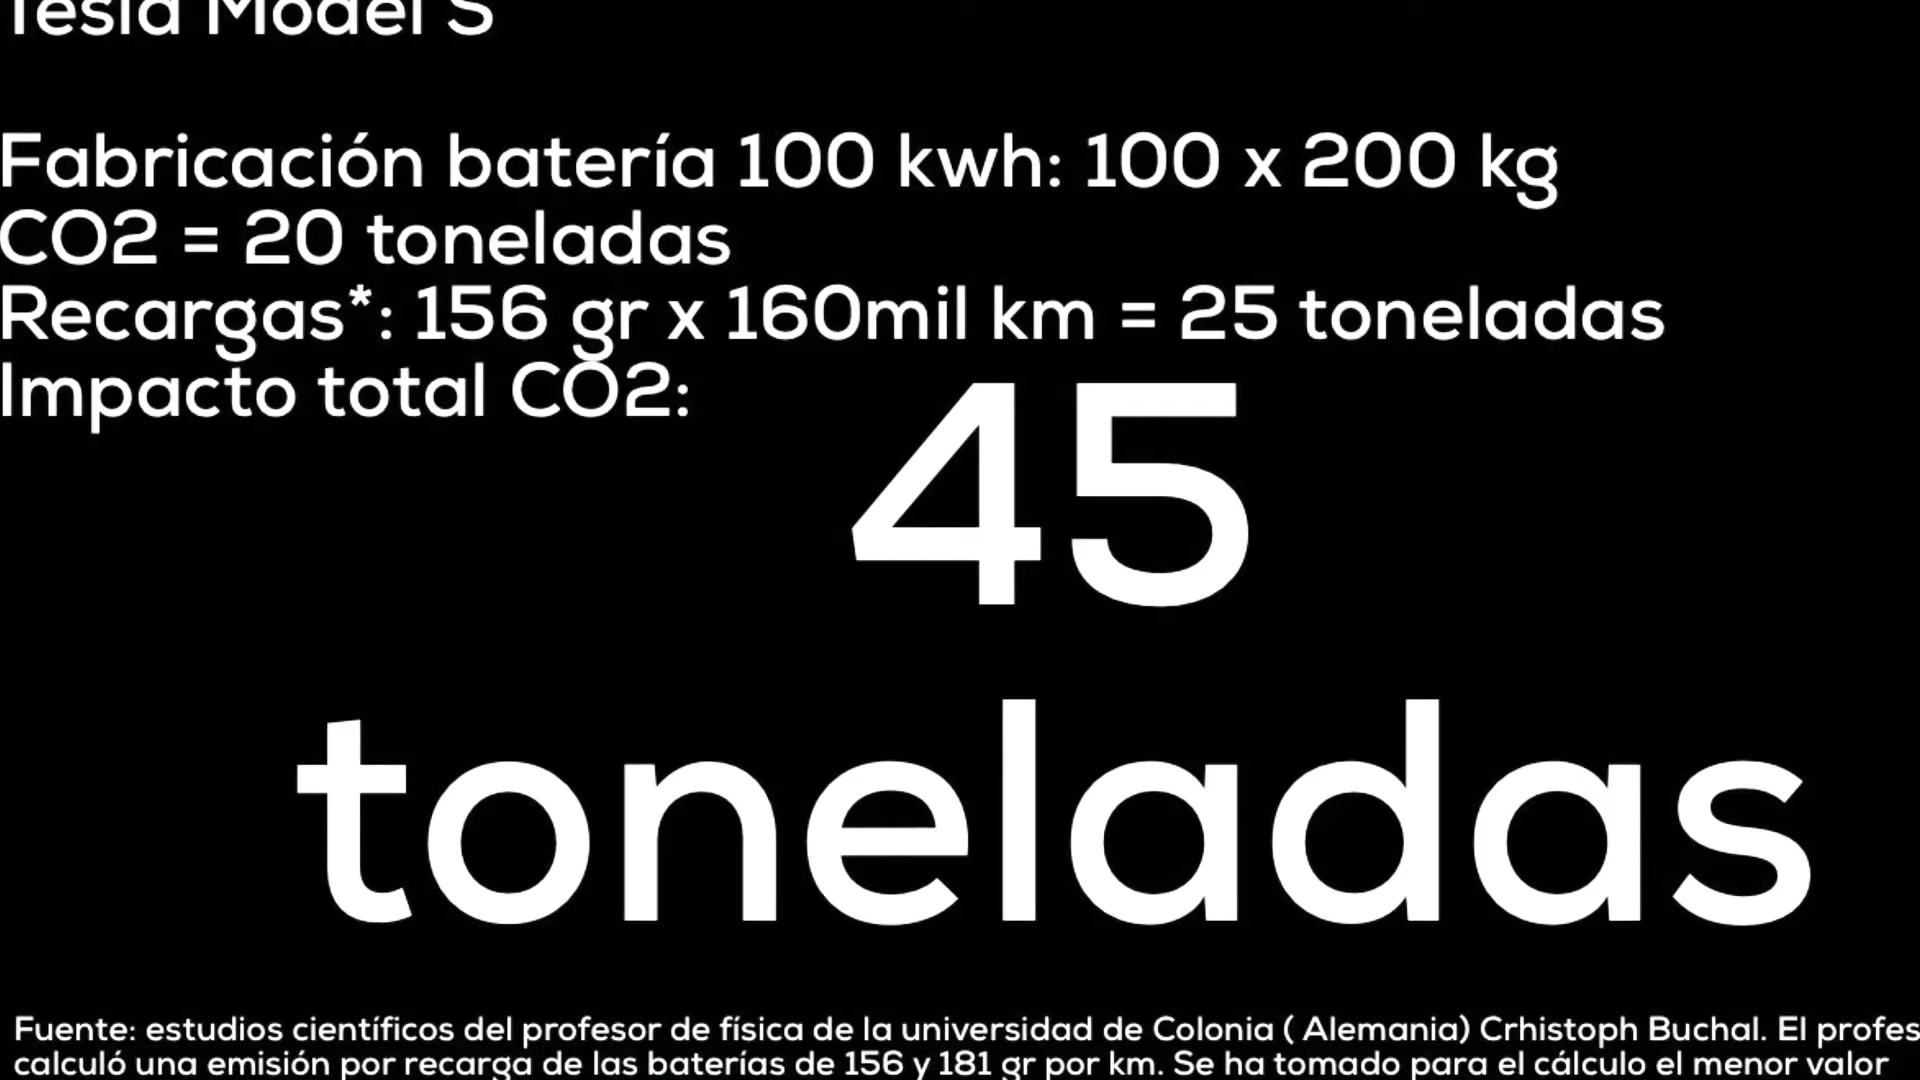 Tesla Model S
Fabricación batería 100 kwh: 100 x 200 kg
CO2 = 20 toneladas
Recargas*: 156 gr x 160mil km = 25 toneladas
Impacto total CO2:
45
toneladas
Fuente: estudios científicos del profesor de física de la universidad de Colonia ( Alemania) Crhistoph Buchal. El profes
calculó una emisión por recarga de las baterías de 156 y 181 gr por km. Se ha tomado para el cálculo el menor valor